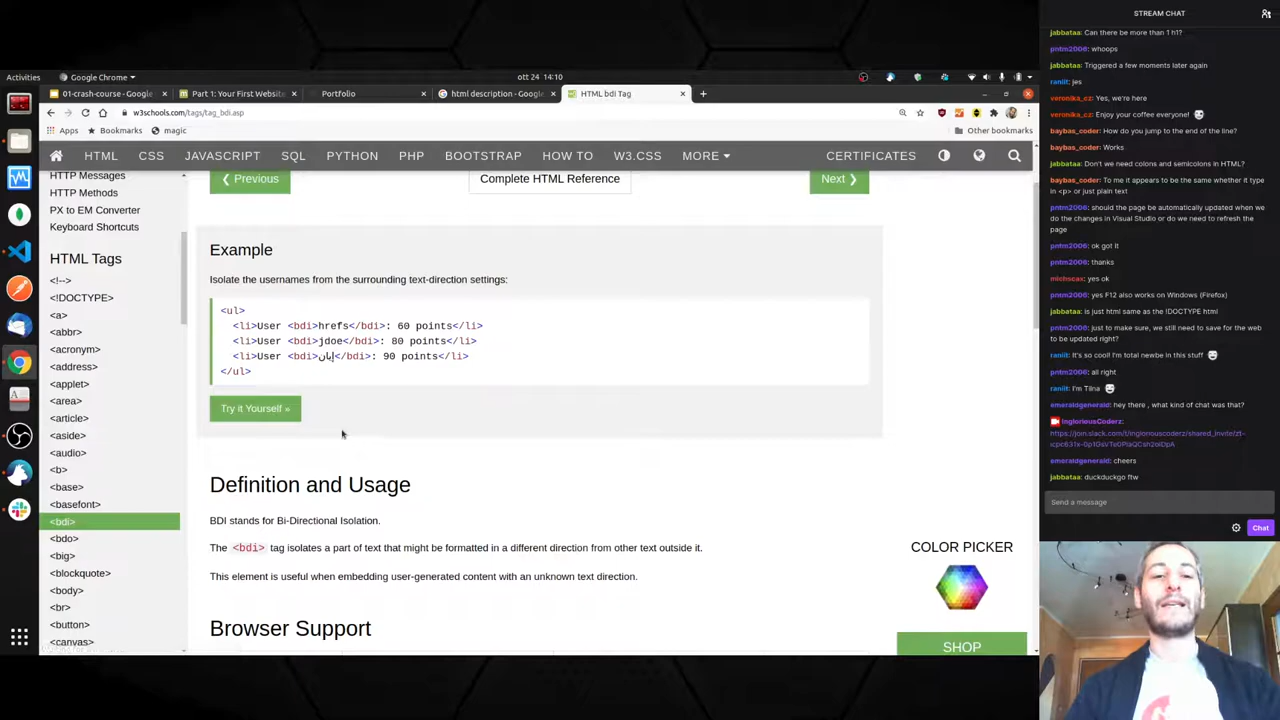 STREAM CHAT
jabbataa: Can there be more than 1 h1?
pntm2006: whoops
jabbataa: Triggered a few moments later again
raniit: jes
veronika_cz: Yes, we're here
veronika_cz: Enjoy your coffee everyone!
baybas_coder: How do you jump to the end of the line?
baybas_coder: Works
jabbataa: Don't we need colons and semicolons in HTML?
baybas_coder: To me it appears to be the same whether it type
in <p> or just plain text
pntm2006: should the page be automatically updated when we
do the changes in Visual Studio or do we need to refresh the
page
pntm2006: ok got it
pntm2006: thanks
michscax: yes ok
pntm2006: yes F12 also works on Windows (Firefox)
jabbataa: is just html same as the !DOCTYPE html
pntm2006: just to make sure, we still need to save for the web
to be updated right?
raniit: It's so cool! I'm total newbe in this stuff
pntm2006: all right
raniit: I'm Tiina
emeraldgenerald: hey there , what kind of chat was that?
IngloriousCoderz:
emeraldgenerald: cheers
jabbataa: duckduckgo ftw
Send a message
Chat
Activities
Google Chrome
ott 24 14:10
01-crash-course - Google
Part 1: Your First Website
Portfolio
html description - Google
HTML bdi Tag
w3schools.com/tags/tag_bdi.asp
Apps
Bookmarks
magic
Other bookmarks
HTML
CSS
JAVASCRIPT
SQL
PYTHON
PHP
BOOTSTRAP
HOW TO
W3.CSS
MORE
CERTIFICATES
HTTP Messages
HTTP Methods
PX to EM Converter
Keyboard Shortcuts
HTML Tags
<!-->
<!DOCTYPE>
<a>
<abbr>
<acronym>
<address>
<applet>
<area>
<article>
<aside>
<audio>
<b>
<base>
<basefont>
<bdi>
<bdo>
<big>
<blockquote>
<body>
<br>
<button>
<canvas>
❮ Previous
Complete HTML Reference
Next ❯
Example
Isolate the usernames from the surrounding text-direction settings:
<ul>
<li>User <bdi>hrefs</bdi>: 60 points</li>
<li>User <bdi>jdoe</bdi>: 80 points</li>
<li>User <bdi>إيان</bdi>: 90 points</li>
</ul>
Try it Yourself »
Definition and Usage
BDI stands for Bi-Directional Isolation.
The <bdi> tag isolates a part of text that might be formatted in a different direction from other text outside it.
This element is useful when embedding user-generated content with an unknown text direction.
Browser Support
COLOR PICKER
SHOP